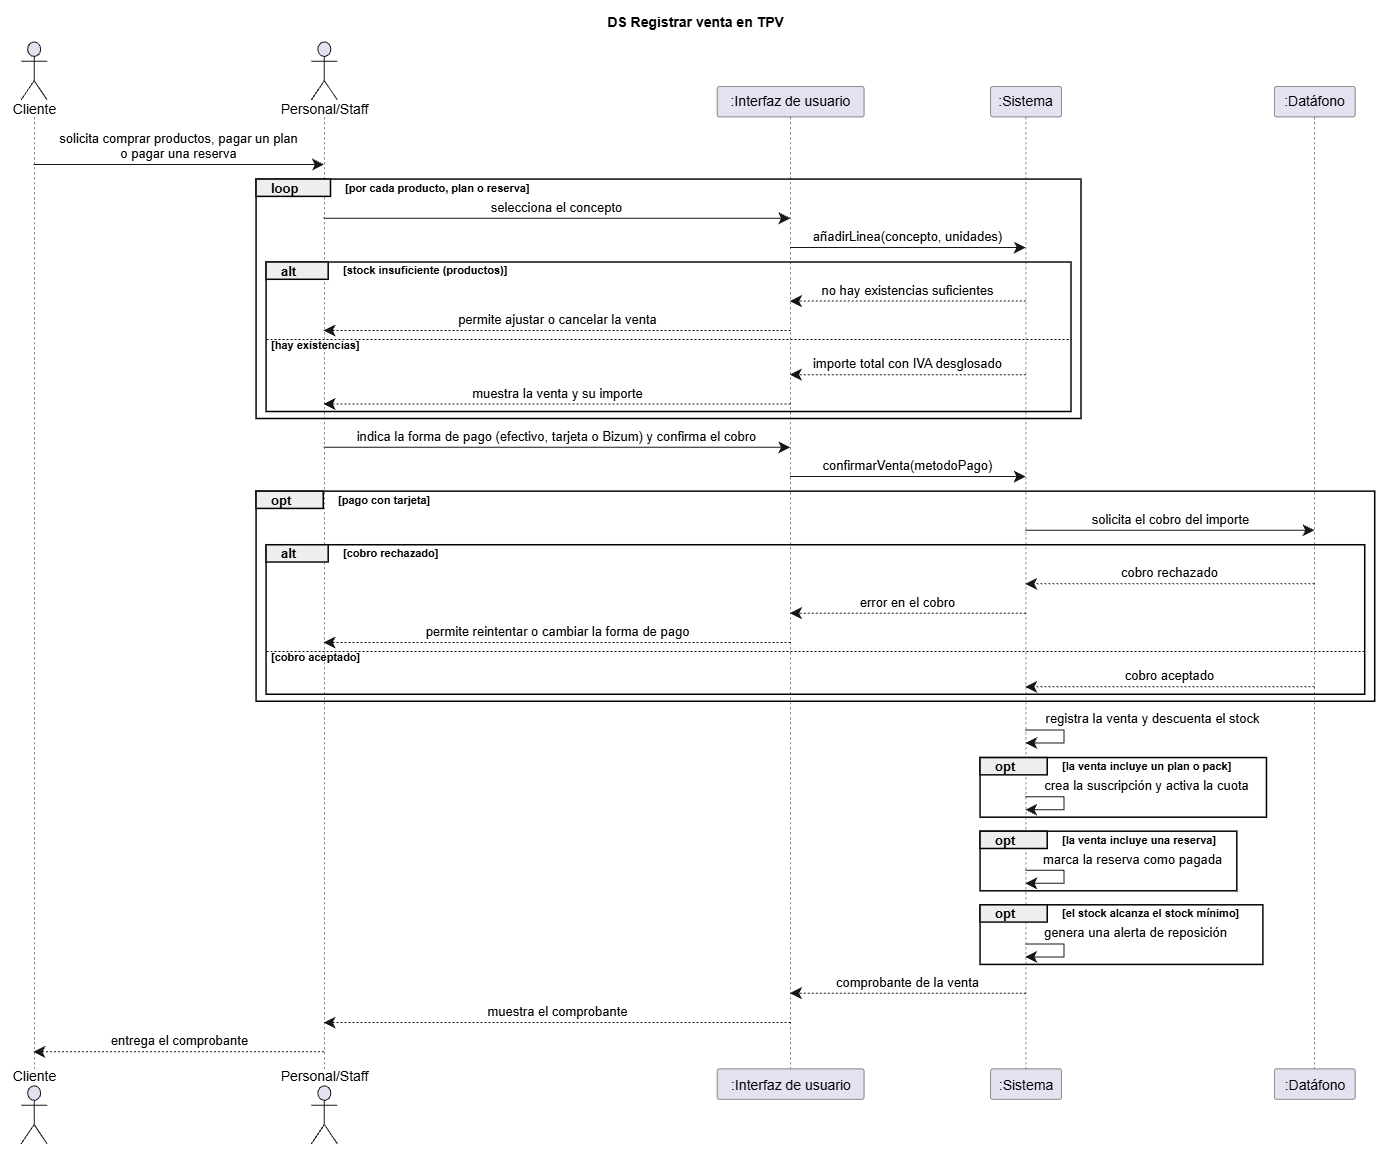 DS Registrar venta en TPV
Cliente
Personal/Staff
:Interfaz de usuario
:Sistema
:Datáfono
solicita comprar productos, pagar un plan
o pagar una reserva
loop
[por cada producto, plan o reserva]
selecciona el concepto
añadirLinea(concepto, unidades)
alt
[stock insuficiente (productos)]
no hay existencias suficientes
permite ajustar o cancelar la venta
[hay existencias]
importe total con IVA desglosado
muestra la venta y su importe
indica la forma de pago (efectivo, tarjeta o Bizum) y confirma el cobro
confirmarVenta(metodoPago)
opt
[pago con tarjeta]
solicita el cobro del importe
alt
[cobro rechazado]
cobro rechazado
error en el cobro
permite reintentar o cambiar la forma de pago
[cobro aceptado]
cobro aceptado
registra la venta y descuenta el stock
opt
[la venta incluye un plan o pack]
crea la suscripción y activa la cuota
opt
[la venta incluye una reserva]
marca la reserva como pagada
opt
[el stock alcanza el stock mínimo]
genera una alerta de reposición
comprobante de la venta
muestra el comprobante
entrega el comprobante
Cliente
Personal/Staff
:Interfaz de usuario
:Sistema
:Datáfono